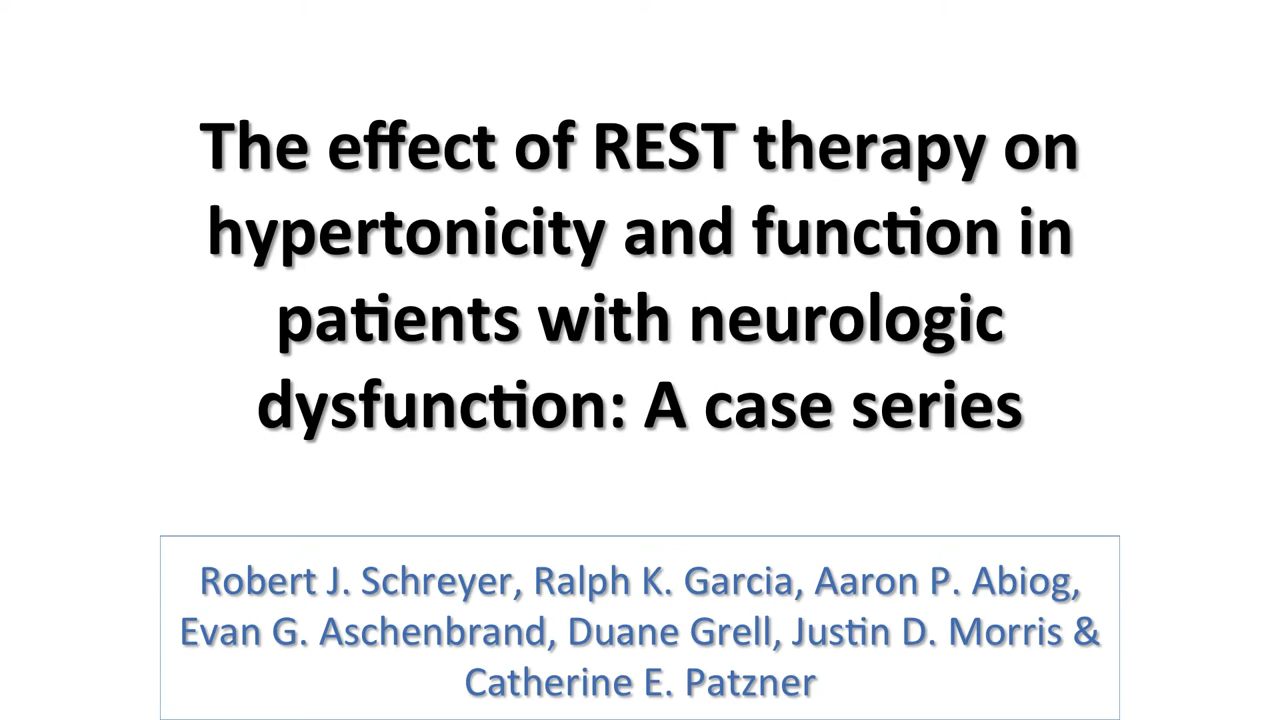 The effect of REST therapy on
hypertonicity and function in
patients with neurologic
dysfunction: A case series
Robert J. Schreyer, Ralph K. Garcia, Aaron P. Abiog,
Evan G. Aschenbrand, Duane Grell, Justin D. Morris &
Catherine E. Patzner